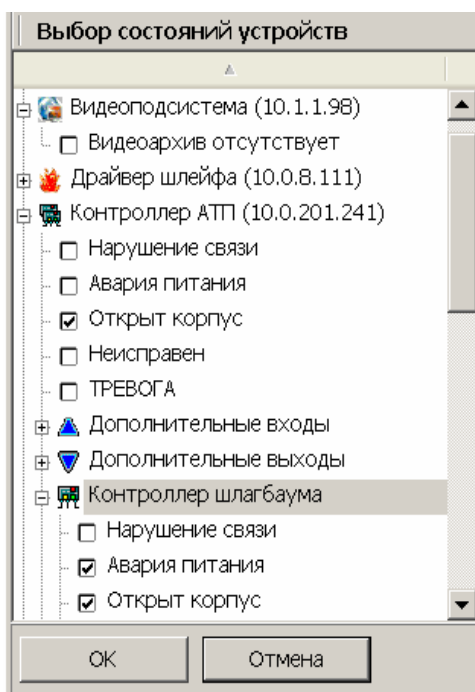 Выбор состояний устройств
Видеоподсистема (10.1.1.98)
Видеоархив отсутствует
Драйвер шлейфа (10.0.8.111)
Контроллер АТП (10.0.201.241)
Нарушение связи
Авария питания
Открыт корпус
Неисправен
ТРЕВОГА
Дополнительные входы
Дополнительные выходы
Контроллер шлагбаума
Нарушение связи
Авария питания
Открыт корпус
ОК Отмена